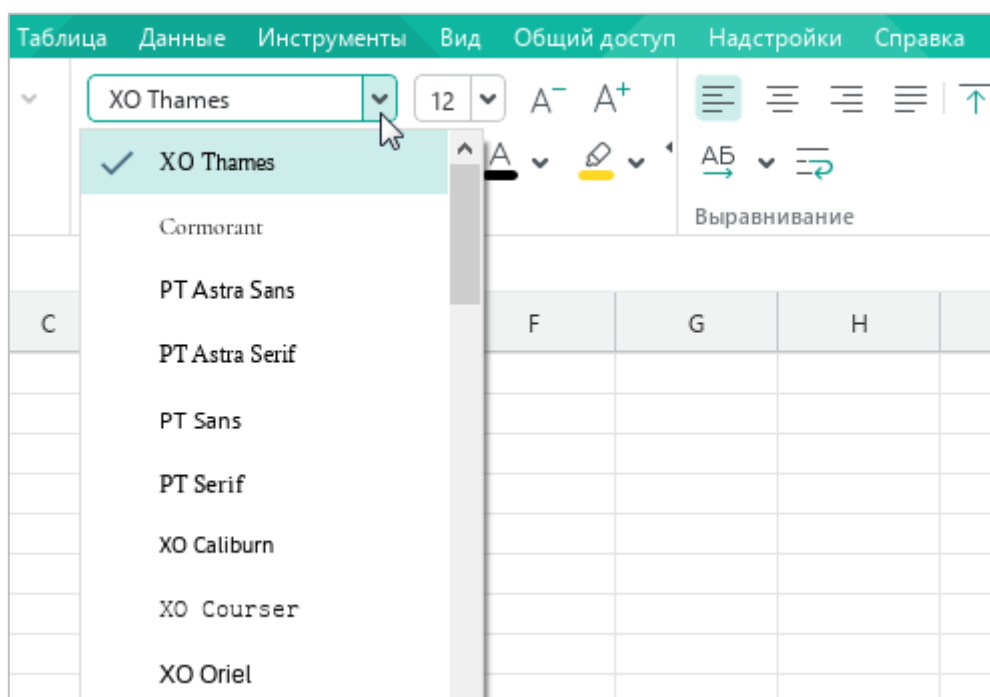 Таблица Данные Инструменты Вид Общий доступ Надстройки Справка
XO Thames 12 A⁻ A⁺
XO Thames
A АБ
Cormorant
Выравнивание
PT Astra Sans
C F G H
PT Astra Serif
PT Sans
PT Serif
XO Caliburn
XO Courser
XO Oriel